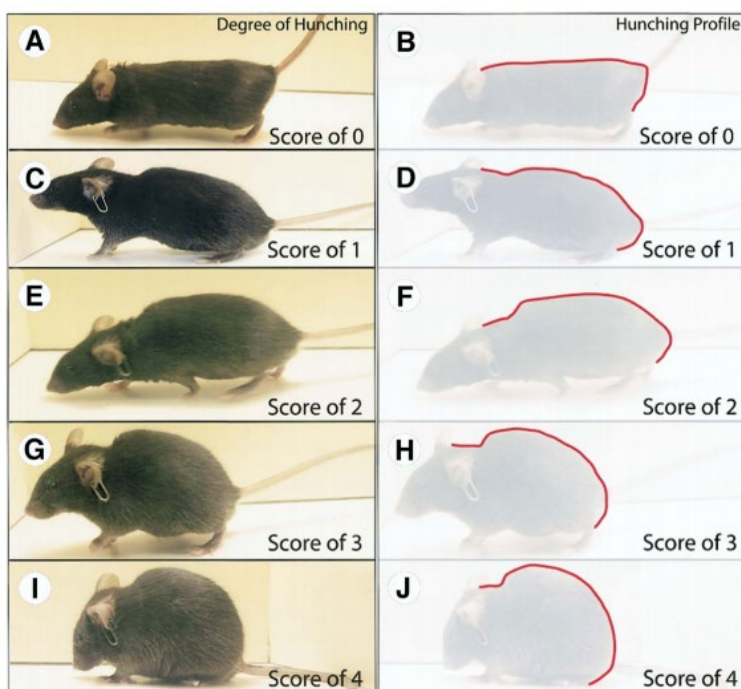 A
Degree of Hunching
Score of 0
B
Hunching Profile
Score of 0
C
Score of 1
D
Score of 1
E
Score of 2
F
Score of 2
G
Score of 3
H
Score of 3
I
Score of 4
J
Score of 4